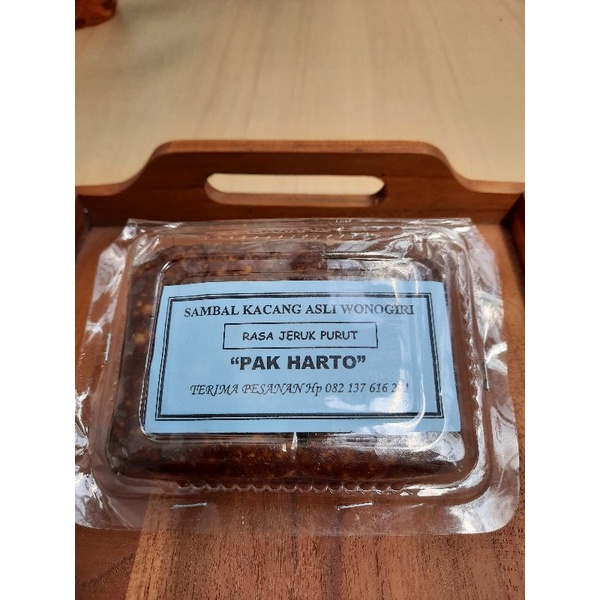 SAMBAL KACANG ASLI WONOGIRI
RASA JERUK PURUT
“PAK HARTO”
TERIMA PESANAN Hp 082 137 616